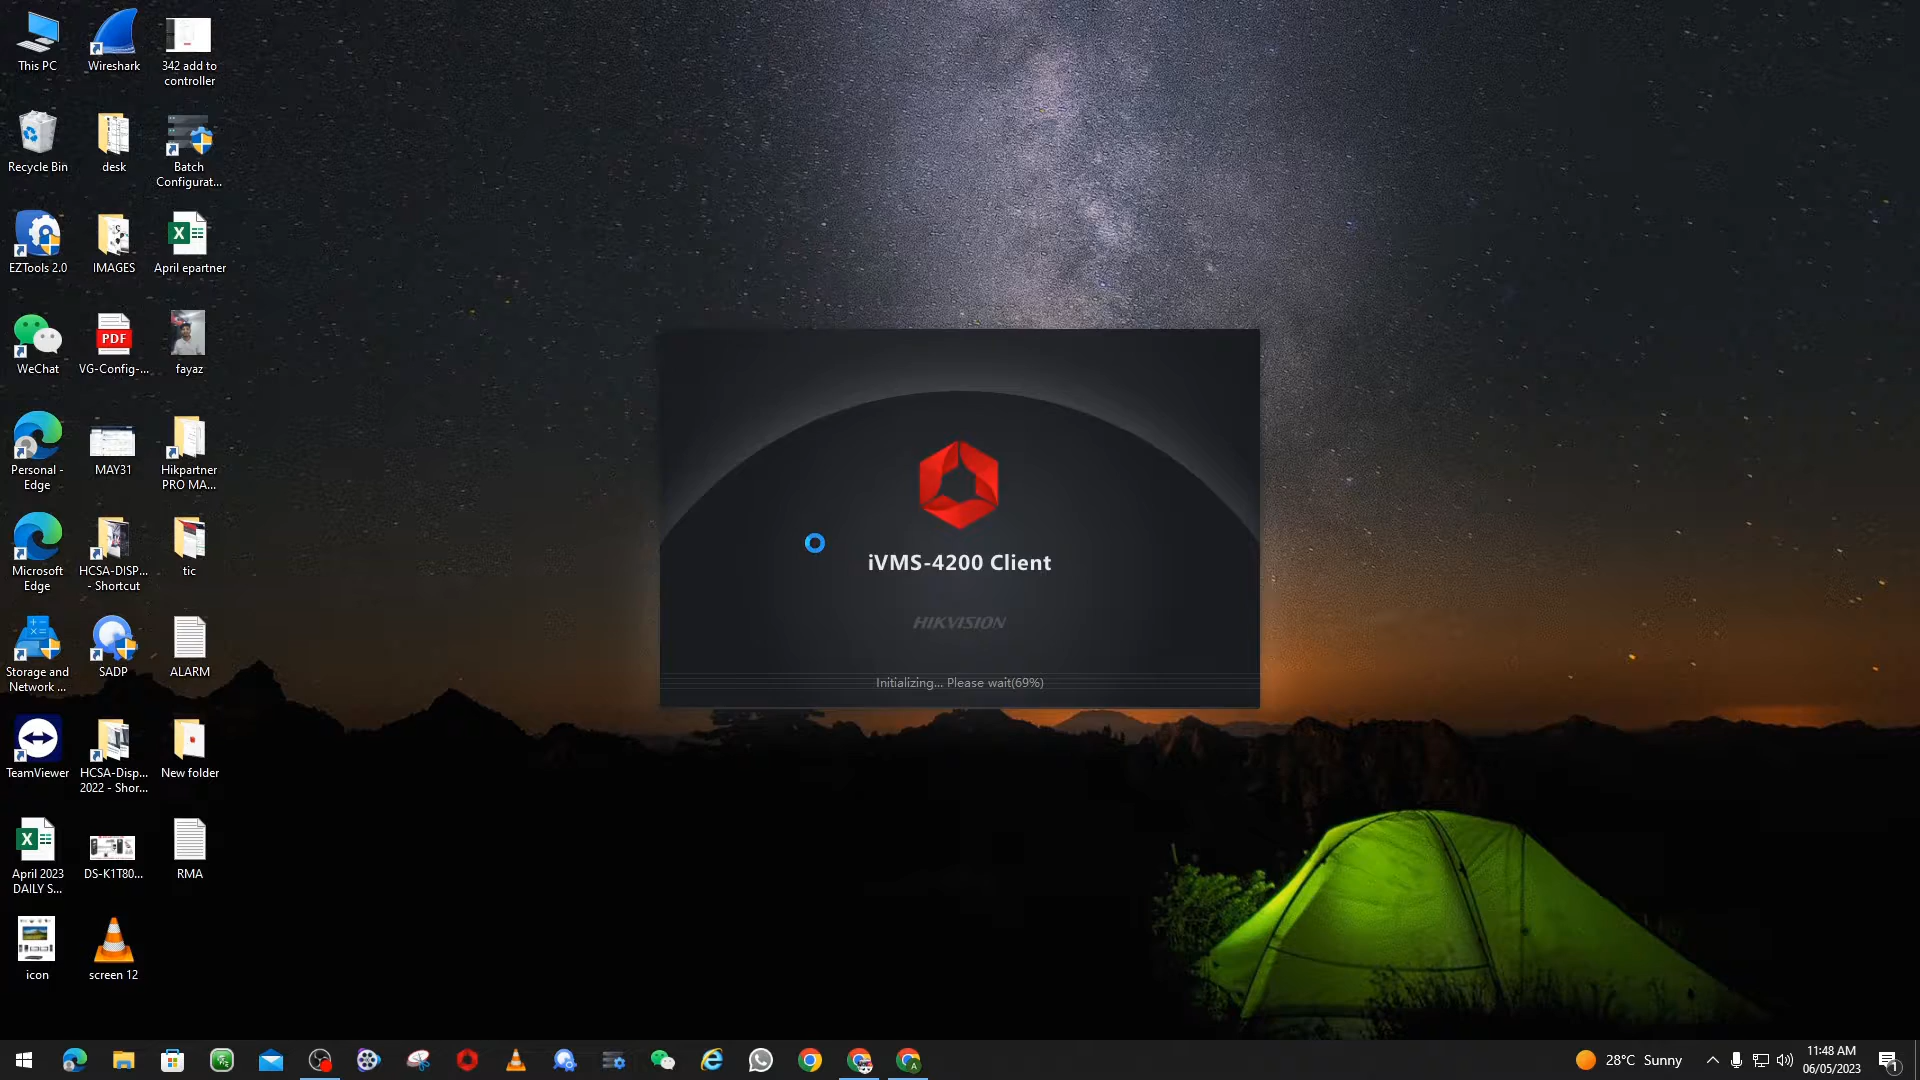 This PC
Wireshark
342 add to
controller
Recycle Bin
desk
Batch
Configurat...
EZTools 2.0
IMAGES
April epartner
WeChat
PDF
VG-Config-...
fayaz
Personal -
Edge
MAY31
Hikpartner
PRO MA...
Microsoft
Edge
HCSA-DISP...
- Shortcut
tic
Storage and
Network ...
SADP
ALARM
TeamViewer
HCSA-Disp...
2022 - Shor...
New folder
April 2023
DAILY S...
DS-K1T80...
RMA
icon
screen 12
iVMS-4200 Client
HIKVISION
Initializing... Please wait(69%)
28°C Sunny
11:48 AM
06/05/2023
1